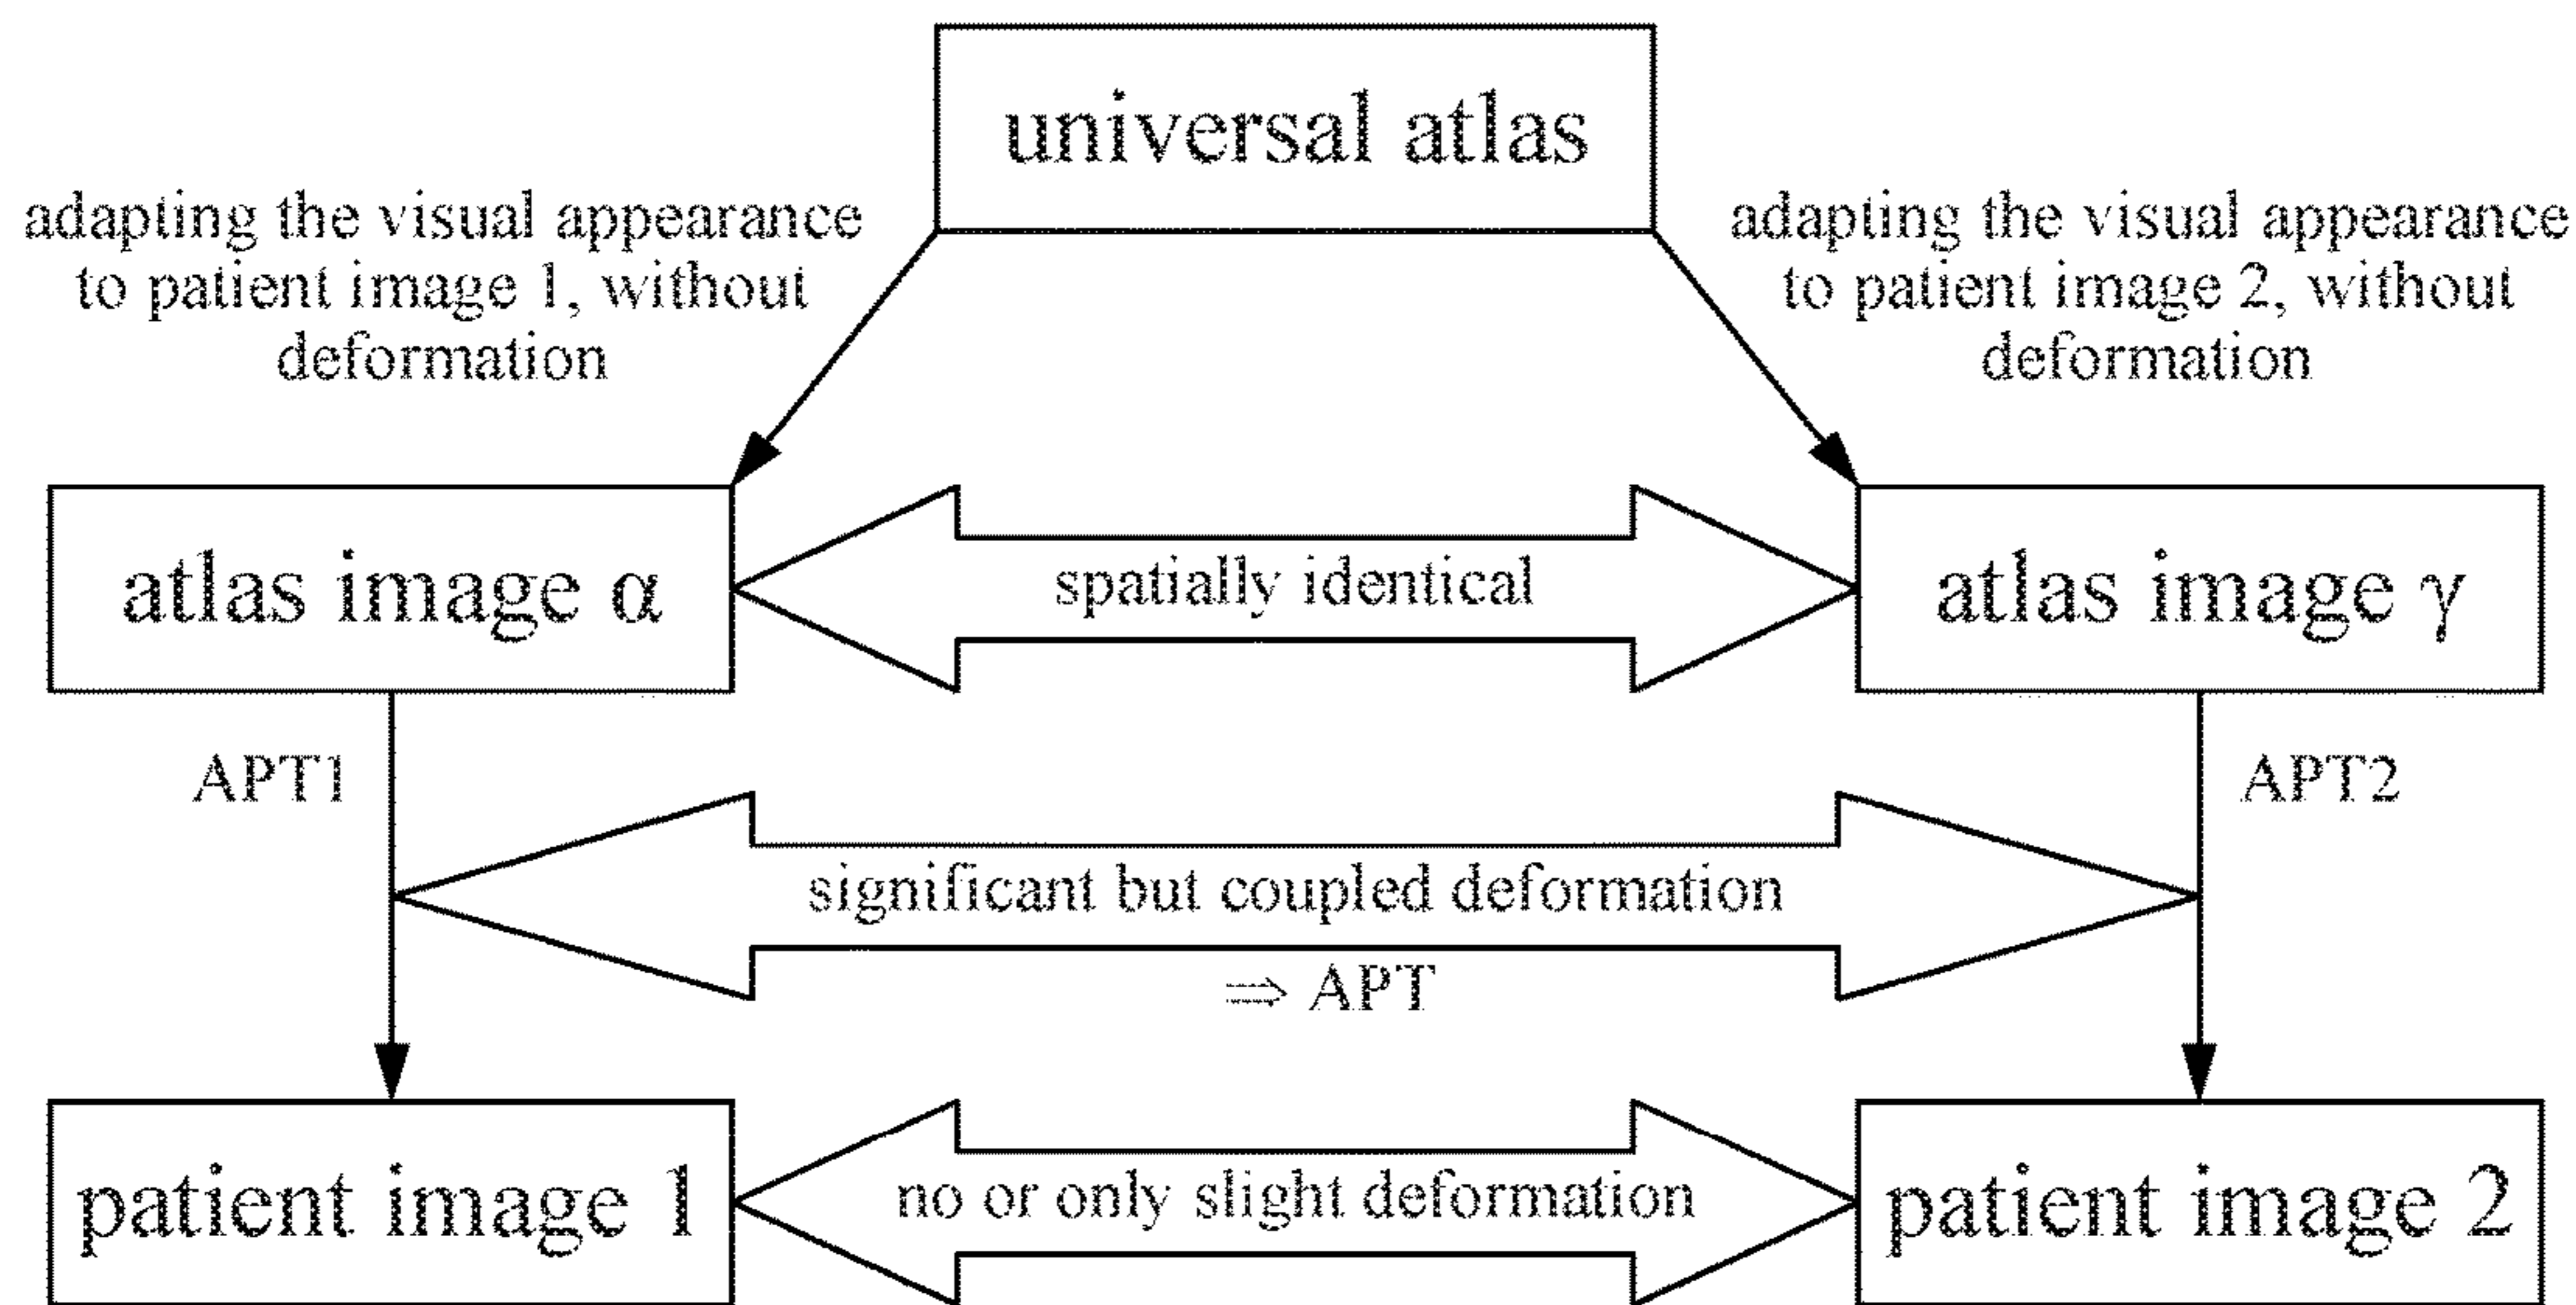 universal atlas
adapting the visual appearance
to patient image 1, without
deformation
adapting the visual appearance
to patient image 2, without
deformation
atlas image α
spatially identical
atlas image γ
APT1
APT2
significant but coupled deformation
⇒ APT
patient image 1
no or only slight deformation
patient image 2